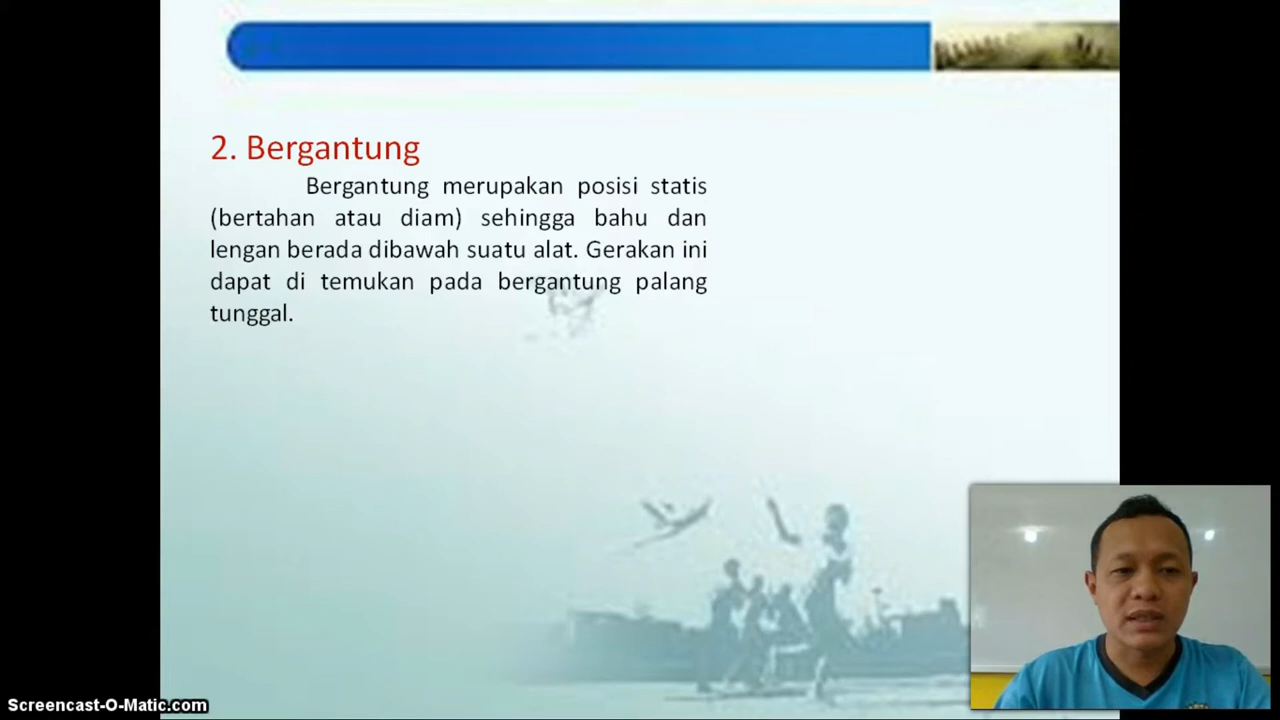 2. Bergantung
Bergantung merupakan posisi statis
(bertahan atau diam) sehingga bahu dan
lengan berada dibawah suatu alat. Gerakan ini
dapat di temukan pada bergantung palang
tunggal.
Screencast-O-Matic.com